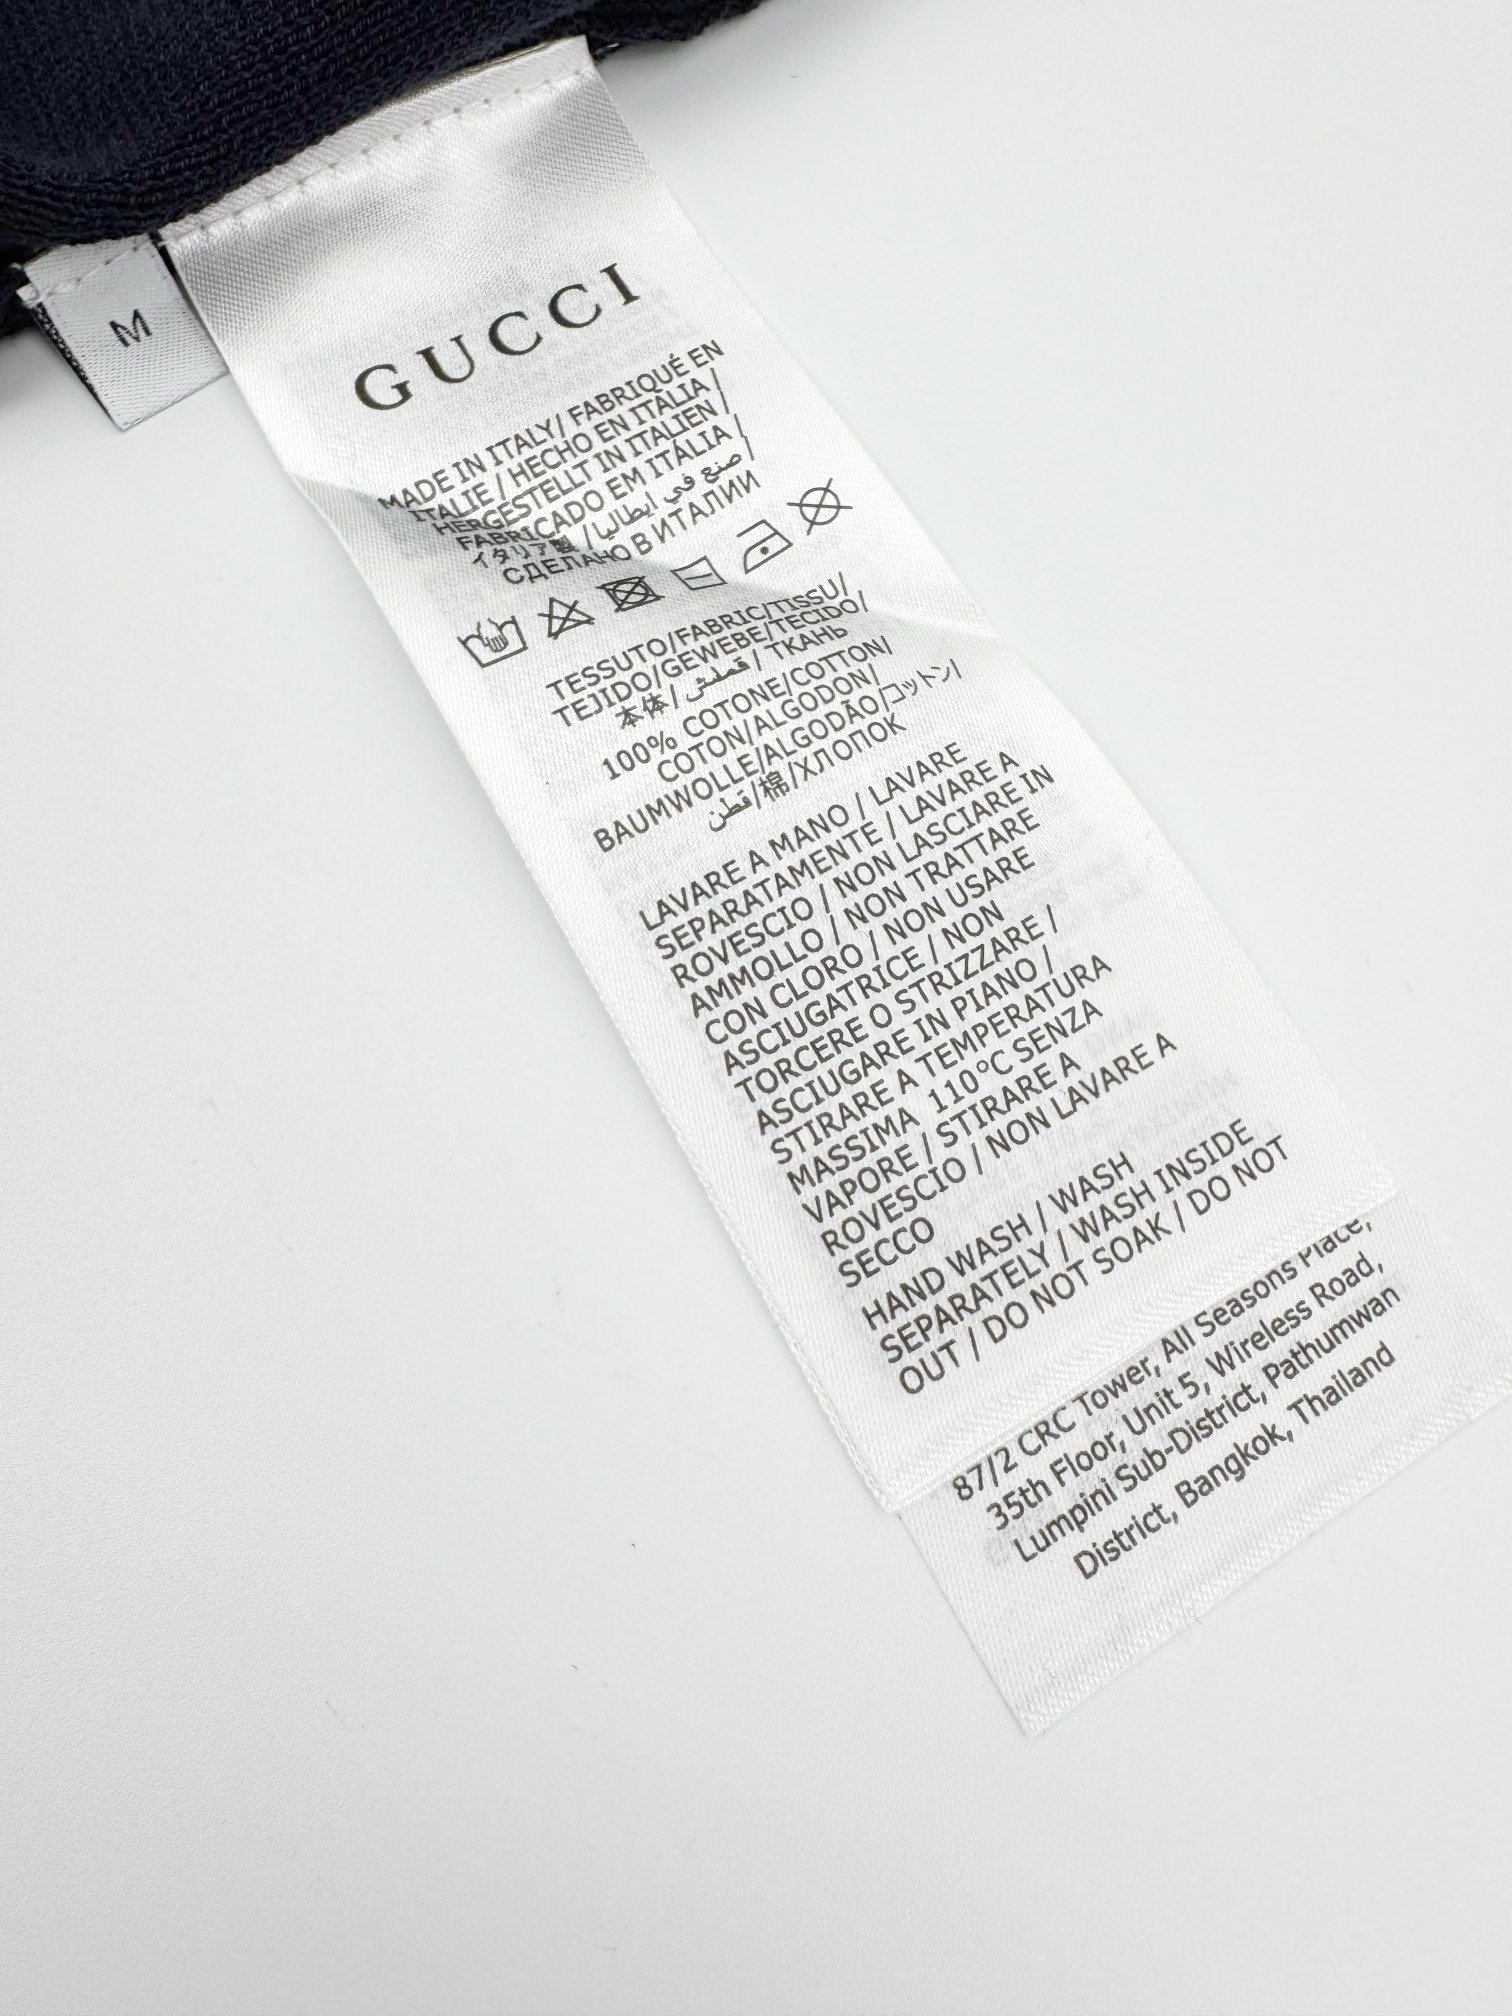 M
GUCCI
MADE IN ITALY/ FABRIQUÉ EN
ITALIE / HECHO EN ITALIA /
HERGESTELLT IN ITALIEN /
FABRICADO EM ITÁLIA /
イタリア製 / صنع في ايطاليا /
СДЕЛАНО В ИТАЛИИ
TESSUTO/FABRIC/TISSU/
TEJIDO/GEWEBE/TECIDO/
本体/ قماش / ТКАНЬ
100% COTONE/COTTON/
COTON/ALGODON/
BAUMWOLLE/ALGODÃO/コットン/
قطن/棉/ХЛОПОК
LAVARE A MANO / LAVARE
SEPARATAMENTE / LAVARE A
ROVESCIO / NON LASCIARE IN
AMMOLLO / NON TRATTARE
CON CLORO / NON USARE
ASCIUGATRICE / NON
TORCERE O STRIZZARE /
ASCIUGARE IN PIANO /
STIRARE A TEMPERATURA
MASSIMA 110°C SENZA
VAPORE / STIRARE A
ROVESCIO / NON LAVARE A
SECCO
HAND WASH / WASH
SEPARATELY / WASH INSIDE
OUT / DO NOT SOAK / DO NOT
87/2 CRC Tower, All Seasons Place,
35th Floor, Unit 5, Wireless Road,
Lumpini Sub-District, Pathumwan
District, Bangkok, Thailand